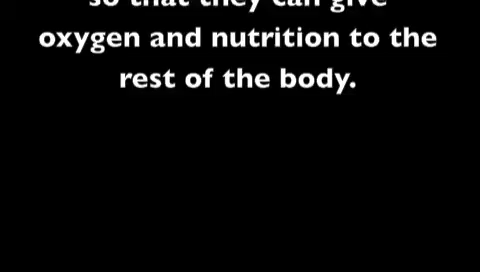 so that they can give
oxygen and nutrition to the
rest of the body.